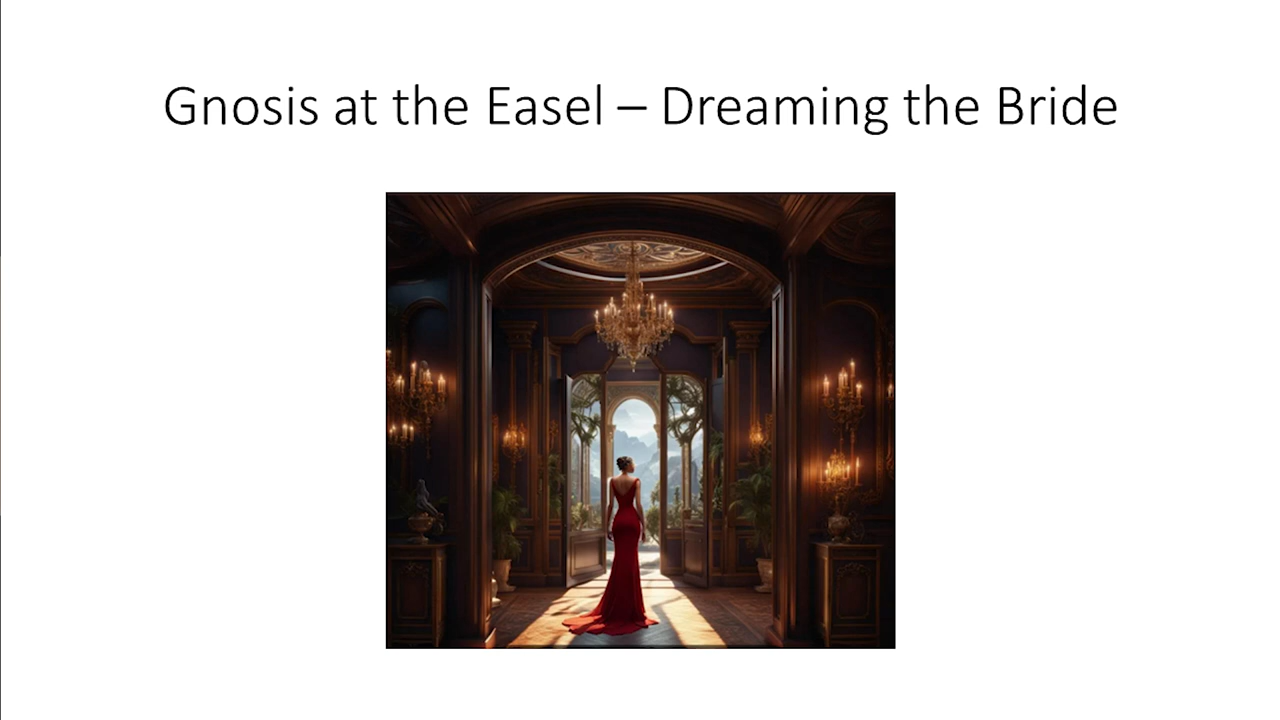 Gnosis at the Easel – Dreaming the Bride